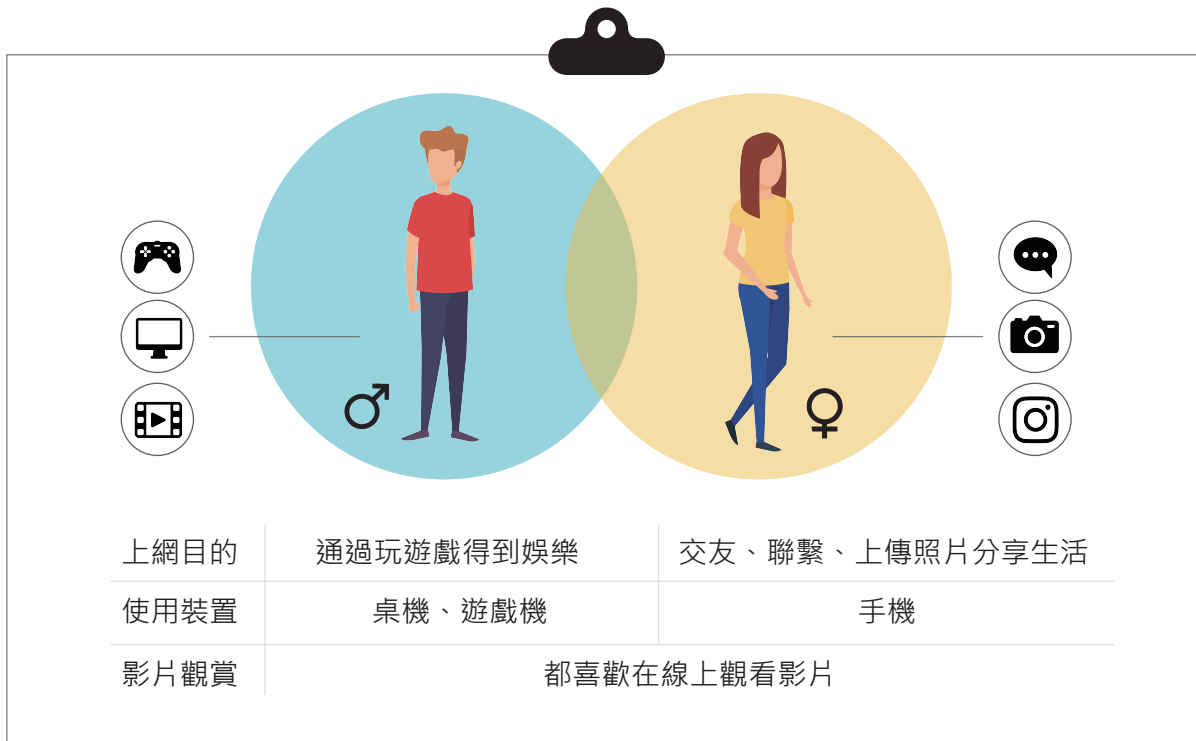 上網目的 通過玩遊戲得到娛樂 交友、聯繫、上傳照片分享生活
使用裝置 桌機、遊戲機 手機
影片觀賞 都喜歡在線上觀看影片